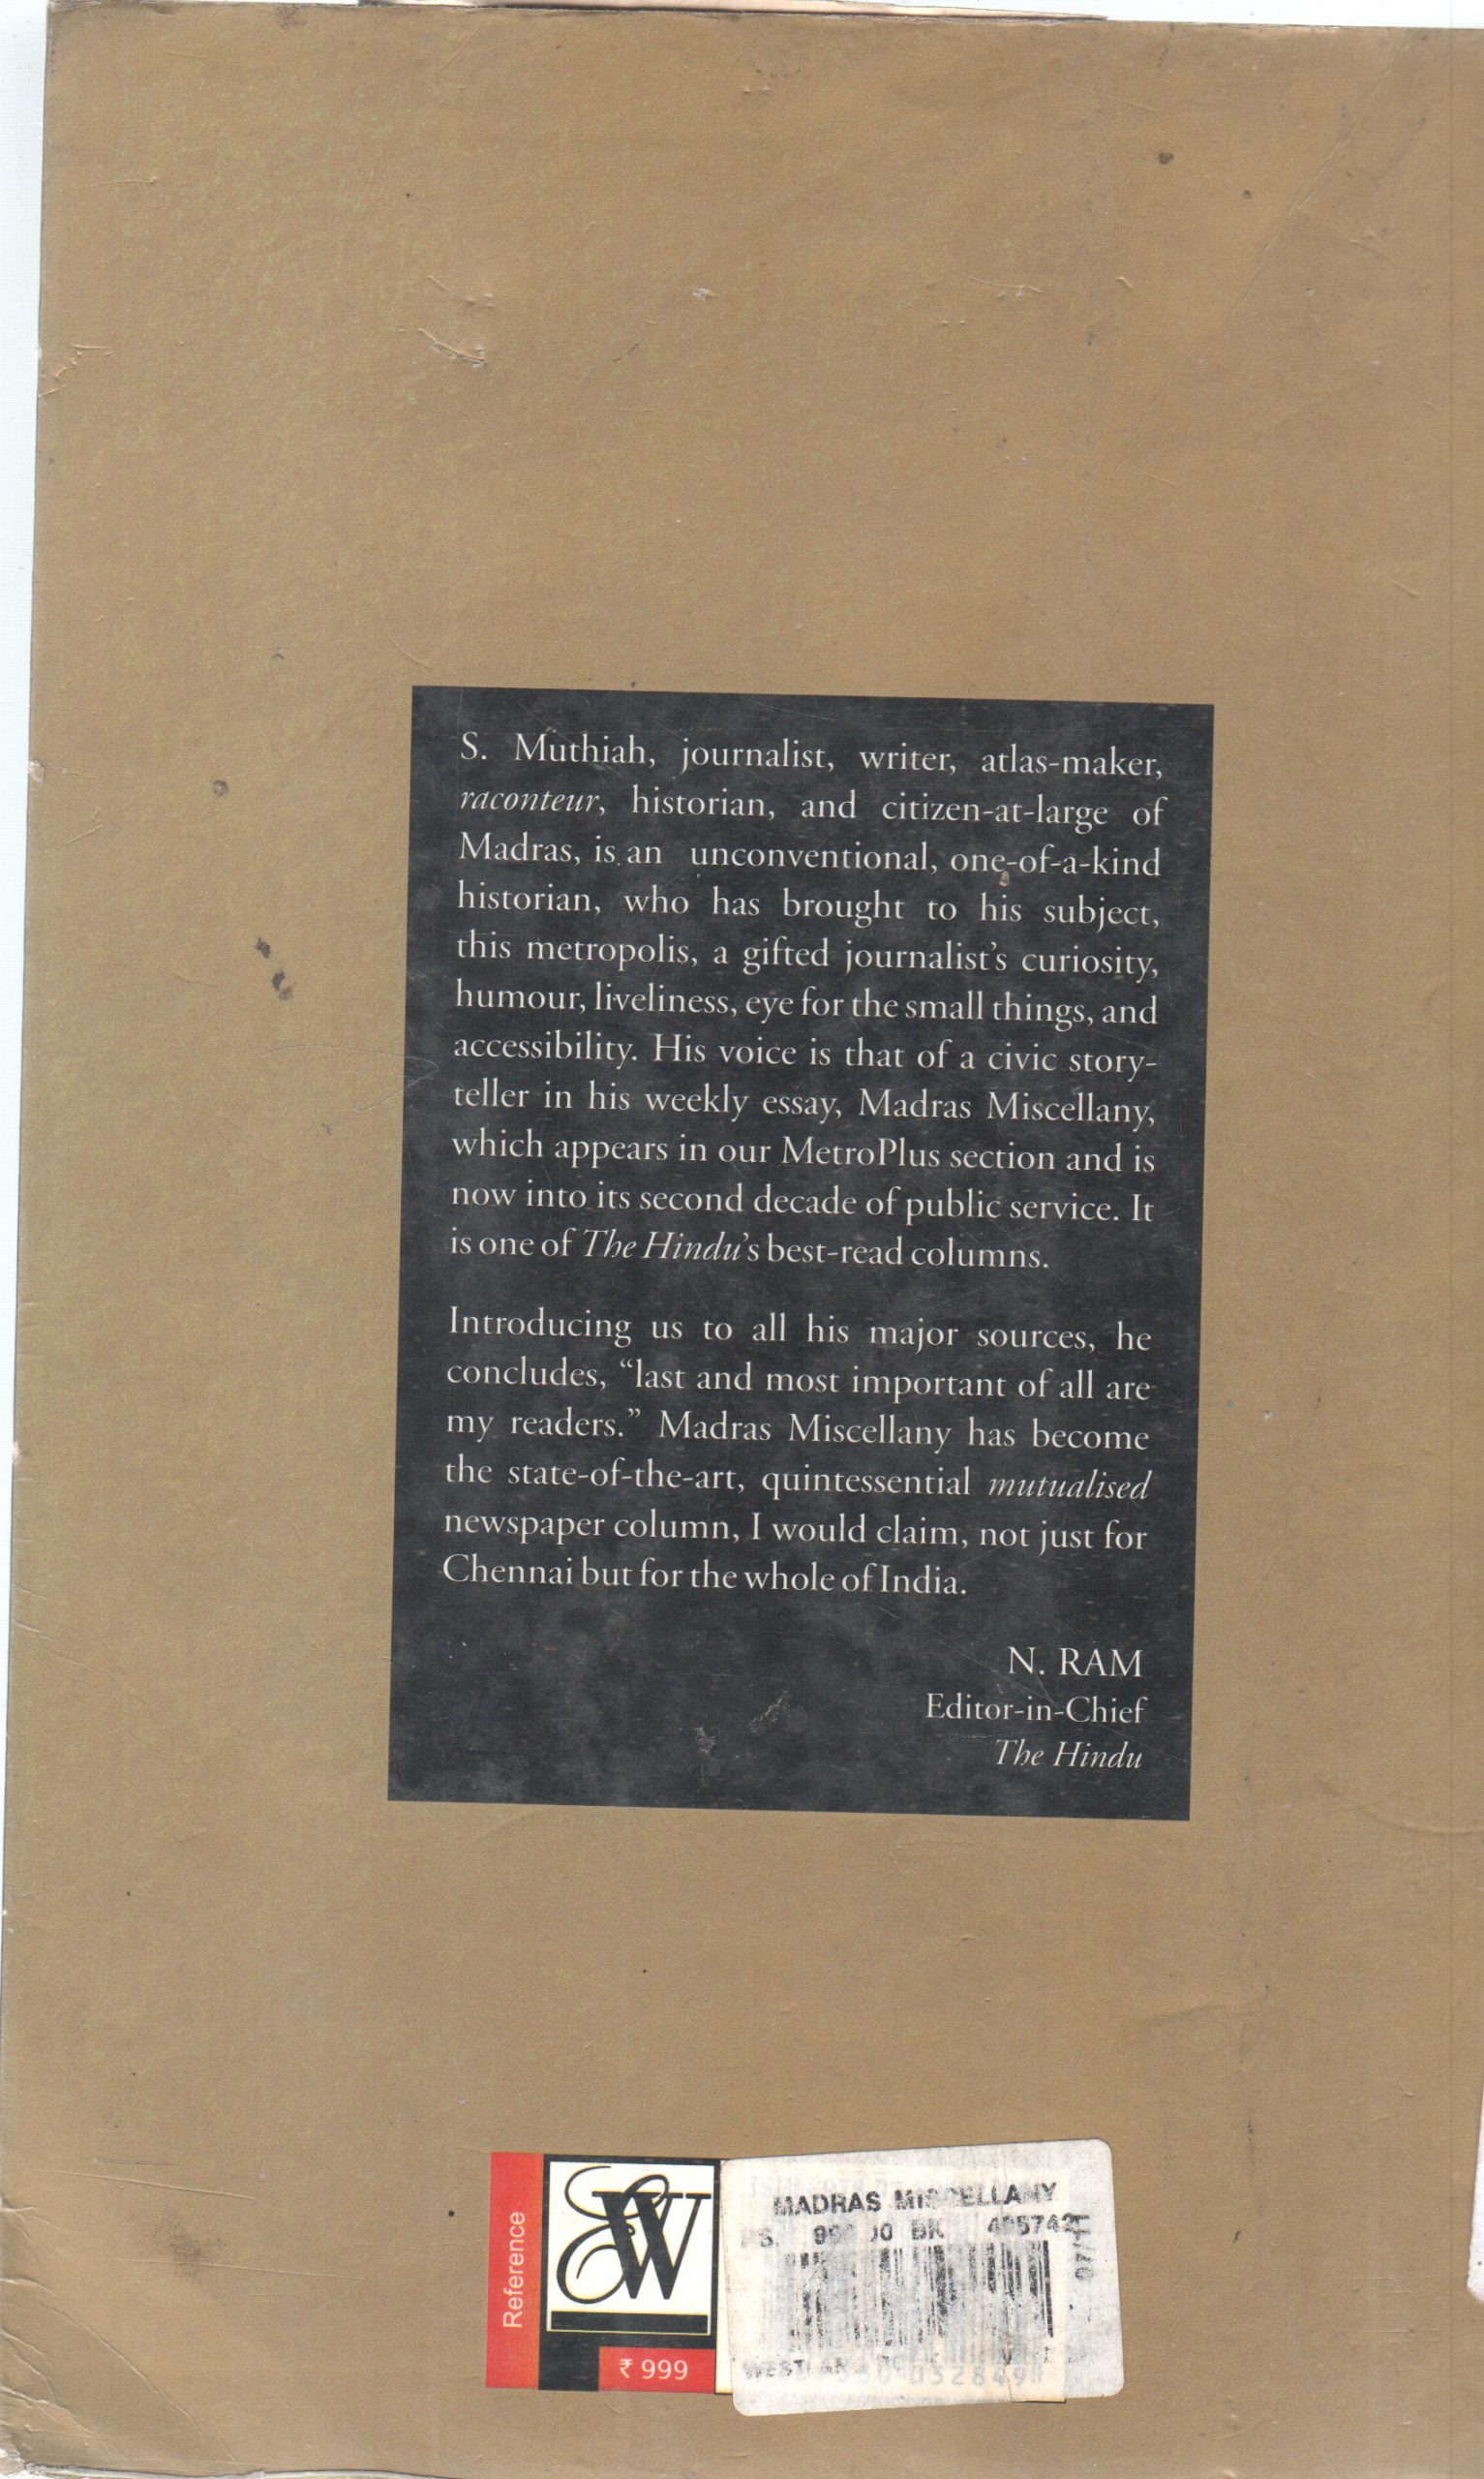 S. Muthiah, journalist, writer, atlas-maker,
raconteur, historian, and citizen-at-large of
Madras, is an unconventional, one-of-a-kind
historian, who has brought to his subject,
this metropolis, a gifted journalist's curiosity,
humour, liveliness, eye for the small things, and
accessibility. His voice is that of a civic story-
teller in his weekly essay, Madras Miscellany,
which appears in our MetroPlus section and is
now into its second decade of public service. It
is one of The Hindu's best-read columns.
Introducing us to all his major sources, he
concludes, “last and most important of all are
my readers.” Madras Miscellany has become
the state-of-the-art, quintessential mutualised
newspaper column, I would claim, not just for
Chennai but for the whole of India.
N. RAM
Editor-in-Chief
The Hindu
Reference
W
₹ 999
MADRAS MISCELLANY